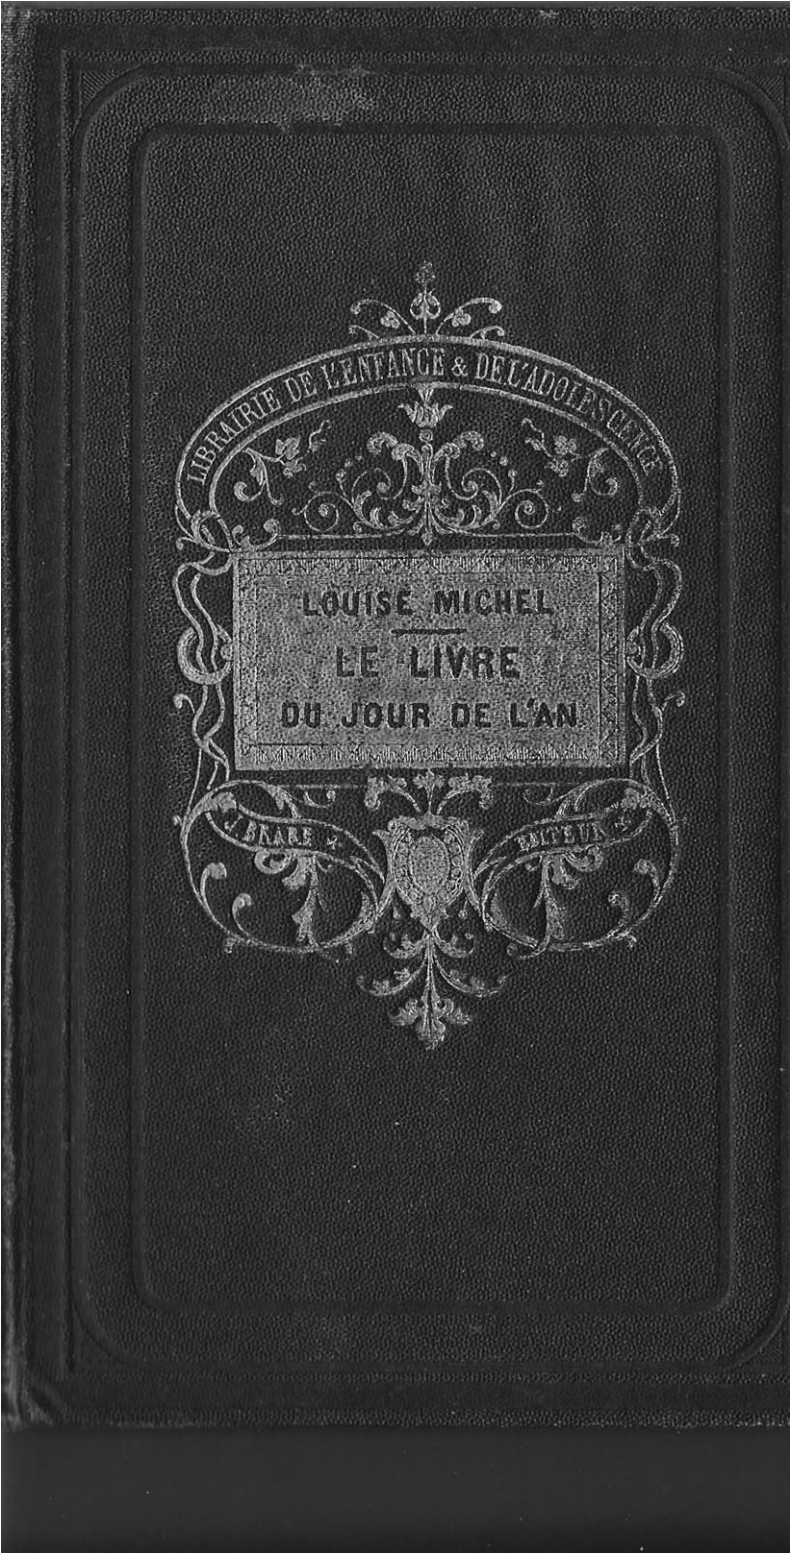 LIBRAIRIE DE L'ENFANCE & DE L'ADOLESCENCE
LOUISE MICHEL
LE LIVRE
DU JOUR DE L'AN
J. BRARE
EDITEUR